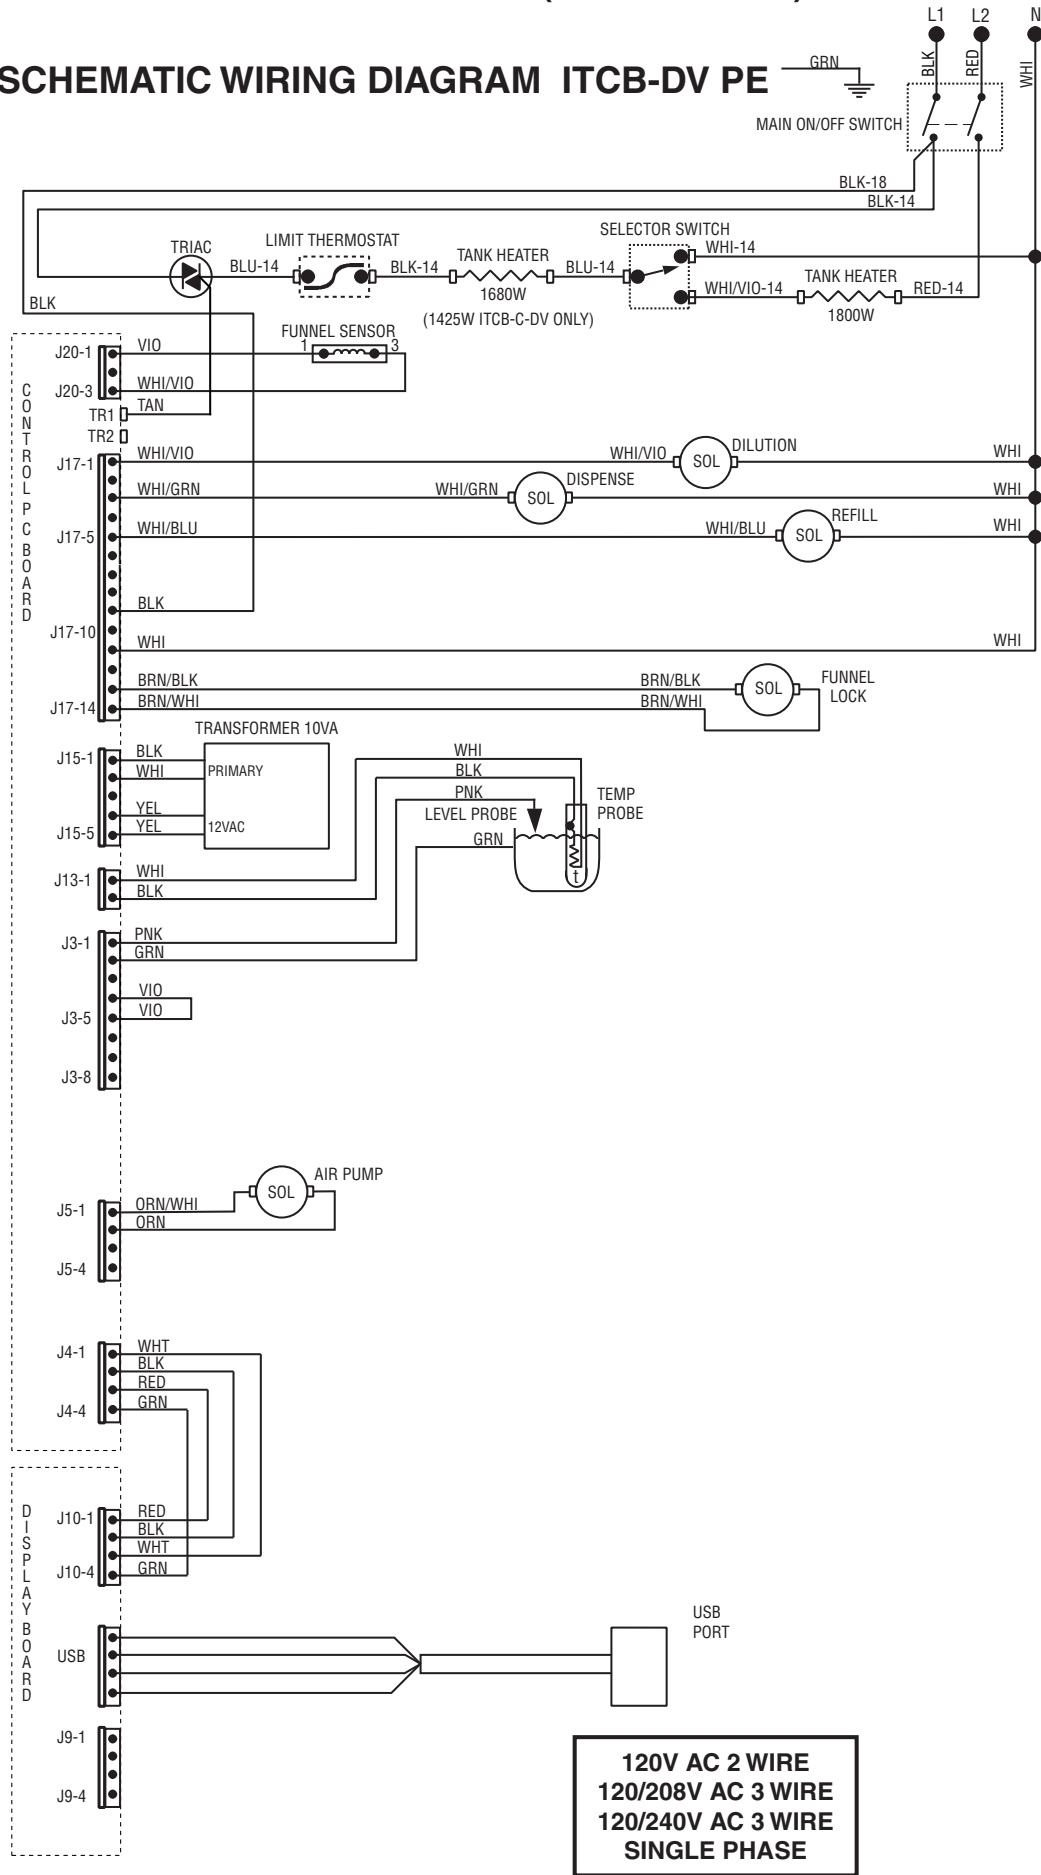 L1 L2 N
SCHEMATIC WIRING DIAGRAM ITCB-DV PE
GRN
BLK
RED
WHI
MAIN ON/OFF SWITCH
BLK-18
BLK-14
TRIAC
BLU-14
LIMIT THERMOSTAT
BLK-14
TANK HEATER
1680W
(1425W ITCB-C-DV ONLY)
BLU-14
SELECTOR SWITCH
WHI-14
WHI/VIO-14
TANK HEATER
1800W
RED-14
BLK
CONTROL PC BOARD
J20-1 VIO
FUNNEL SENSOR
1 3
J20-3 WHI/VIO
TR1 TAN
TR2
J17-1 WHI/VIO WHI/VIO SOL DILUTION WHI
WHI/GRN WHI/GRN SOL DISPENSE WHI
J17-5 WHI/BLU WHI/BLU SOL REFILL WHI
BLK
J17-10
WHI WHI
BRN/BLK BRN/BLK SOL FUNNEL
LOCK
J17-14 BRN/WHI BRN/WHI
TRANSFORMER 10VA
J15-1 BLK
WHI PRIMARY
YEL
J15-5 YEL 12VAC
WHI
BLK
PNK
LEVEL PROBE
GRN
TEMP
PROBE
t
J13-1 WHI
BLK
J3-1 PNK
GRN
VIO
J3-5 VIO
J3-8
AIR PUMP
SOL
J5-1 ORN/WHI
ORN
J5-4
J4-1 WHT
BLK
RED
J4-4 GRN
DISPLAY BOARD
J10-1 RED
BLK
WHT
J10-4 GRN
USB
USB
PORT
J9-1
J9-4
120V AC 2 WIRE
120/208V AC 3 WIRE
120/240V AC 3 WIRE
SINGLE PHASE